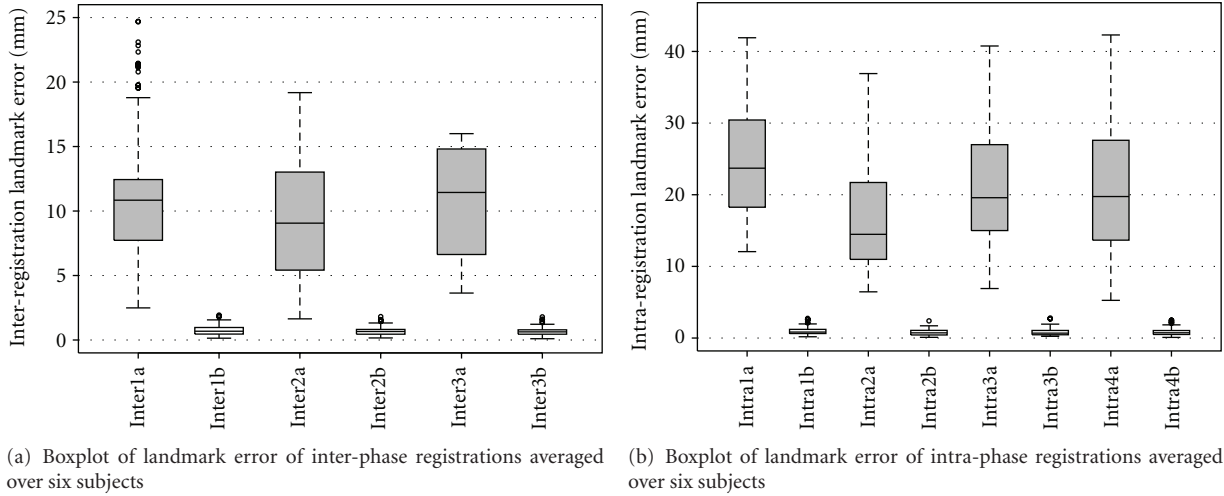 Inter-registration landmark error (mm)
25
20
15
10
5
0
Inter1a
Inter1b
Inter2a
Inter2b
Inter3a
Inter3b
(a) Boxplot of landmark error of inter-phase registrations averaged
over six subjects
Intra-registration landmark error (mm)
40
30
20
10
0
Intra1a
Intra1b
Intra2a
Intra2b
Intra3a
Intra3b
Intra4a
Intra4b
(b) Boxplot of landmark error of intra-phase registrations averaged
over six subjects